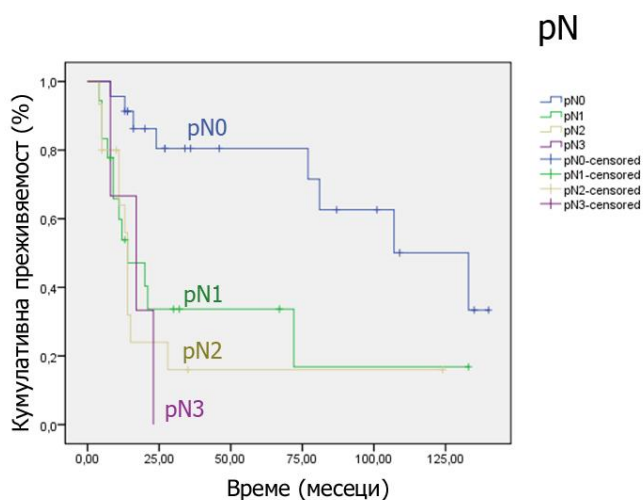 pN
Кумулативна преживяемост (%)
1,0
0,8
0,6
0,4
0,2
0,0
pN0
pN1
pN2
pN3
0,00
25,00
50,00
75,00
100,00
125,00
Време (месеци)
pN0
pN1
pN2
pN3
pN0-censored
pN1-censored
pN2-censored
pN3-censored